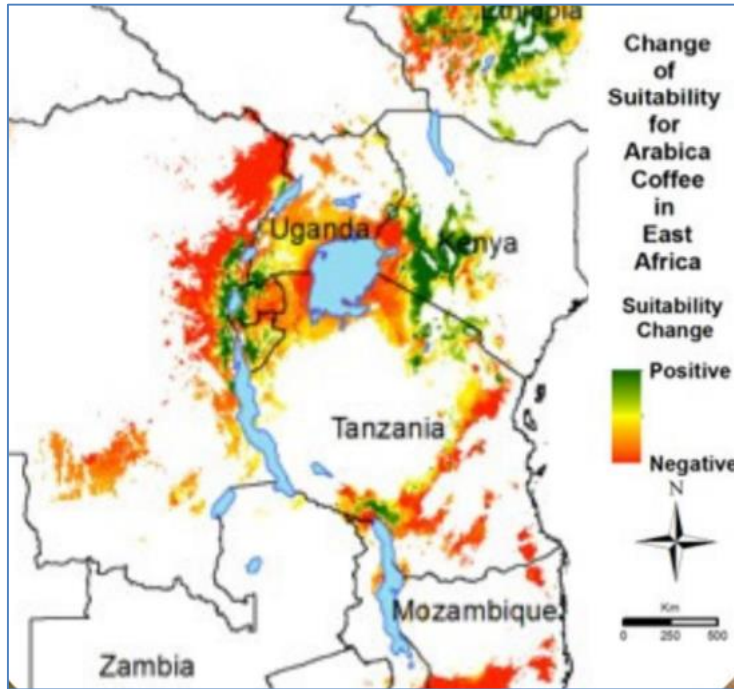 Ethiopia
Uganda
Kenya
Tanzania
Mozambique
Zambia
Change
of
Suitability
for
Arabica
Coffee
in
East
Africa
Suitability
Change
Positive
Negative
N
Km
0 250 500